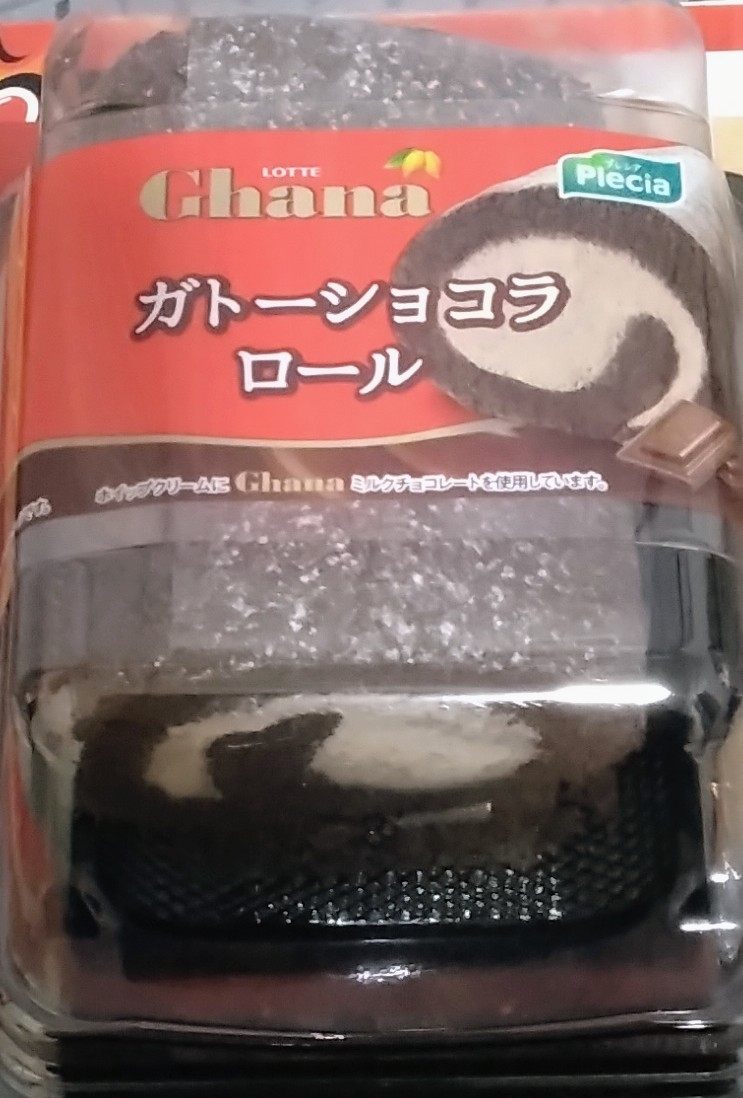 LOTTE
Ghana
プレシア
Plecia
ガトーショコラ
ロール
ホイップクリームにGhanaミルクチョコレートを使用しています。
です。